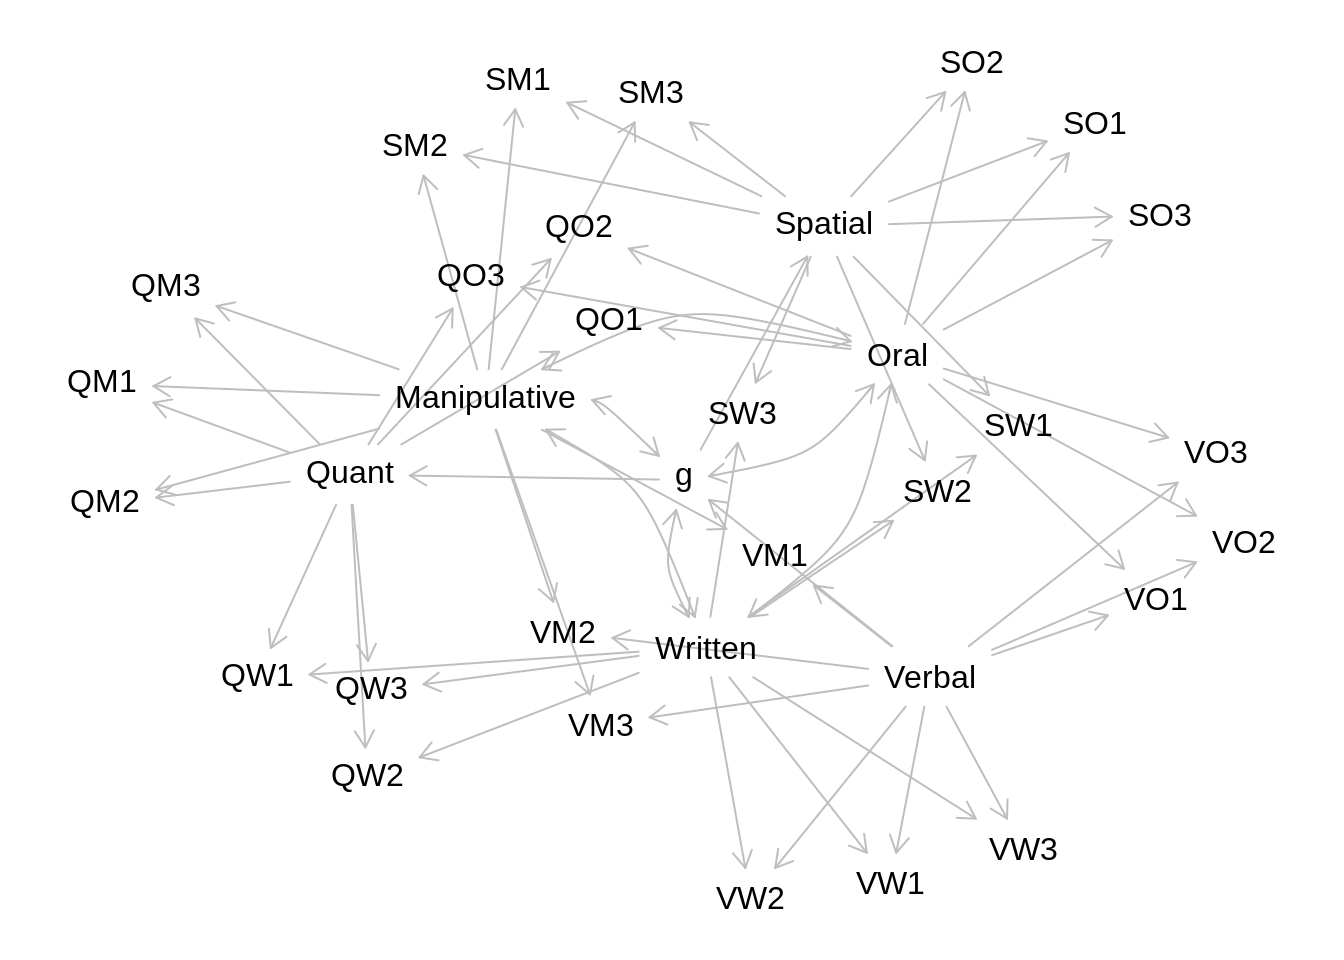 SO2
SM1
SM3
SO1
SM2
SO3
Spatial
QO2
QO3
QM3
QO1
Oral
QM1
Manipulative
SW3
SW1
VO3
Quant
g
QM2
SW2
VO2
VM1
VO1
VM2
Written
QW1
Verbal
QW3
VM3
QW2
VW3
VW1
VW2